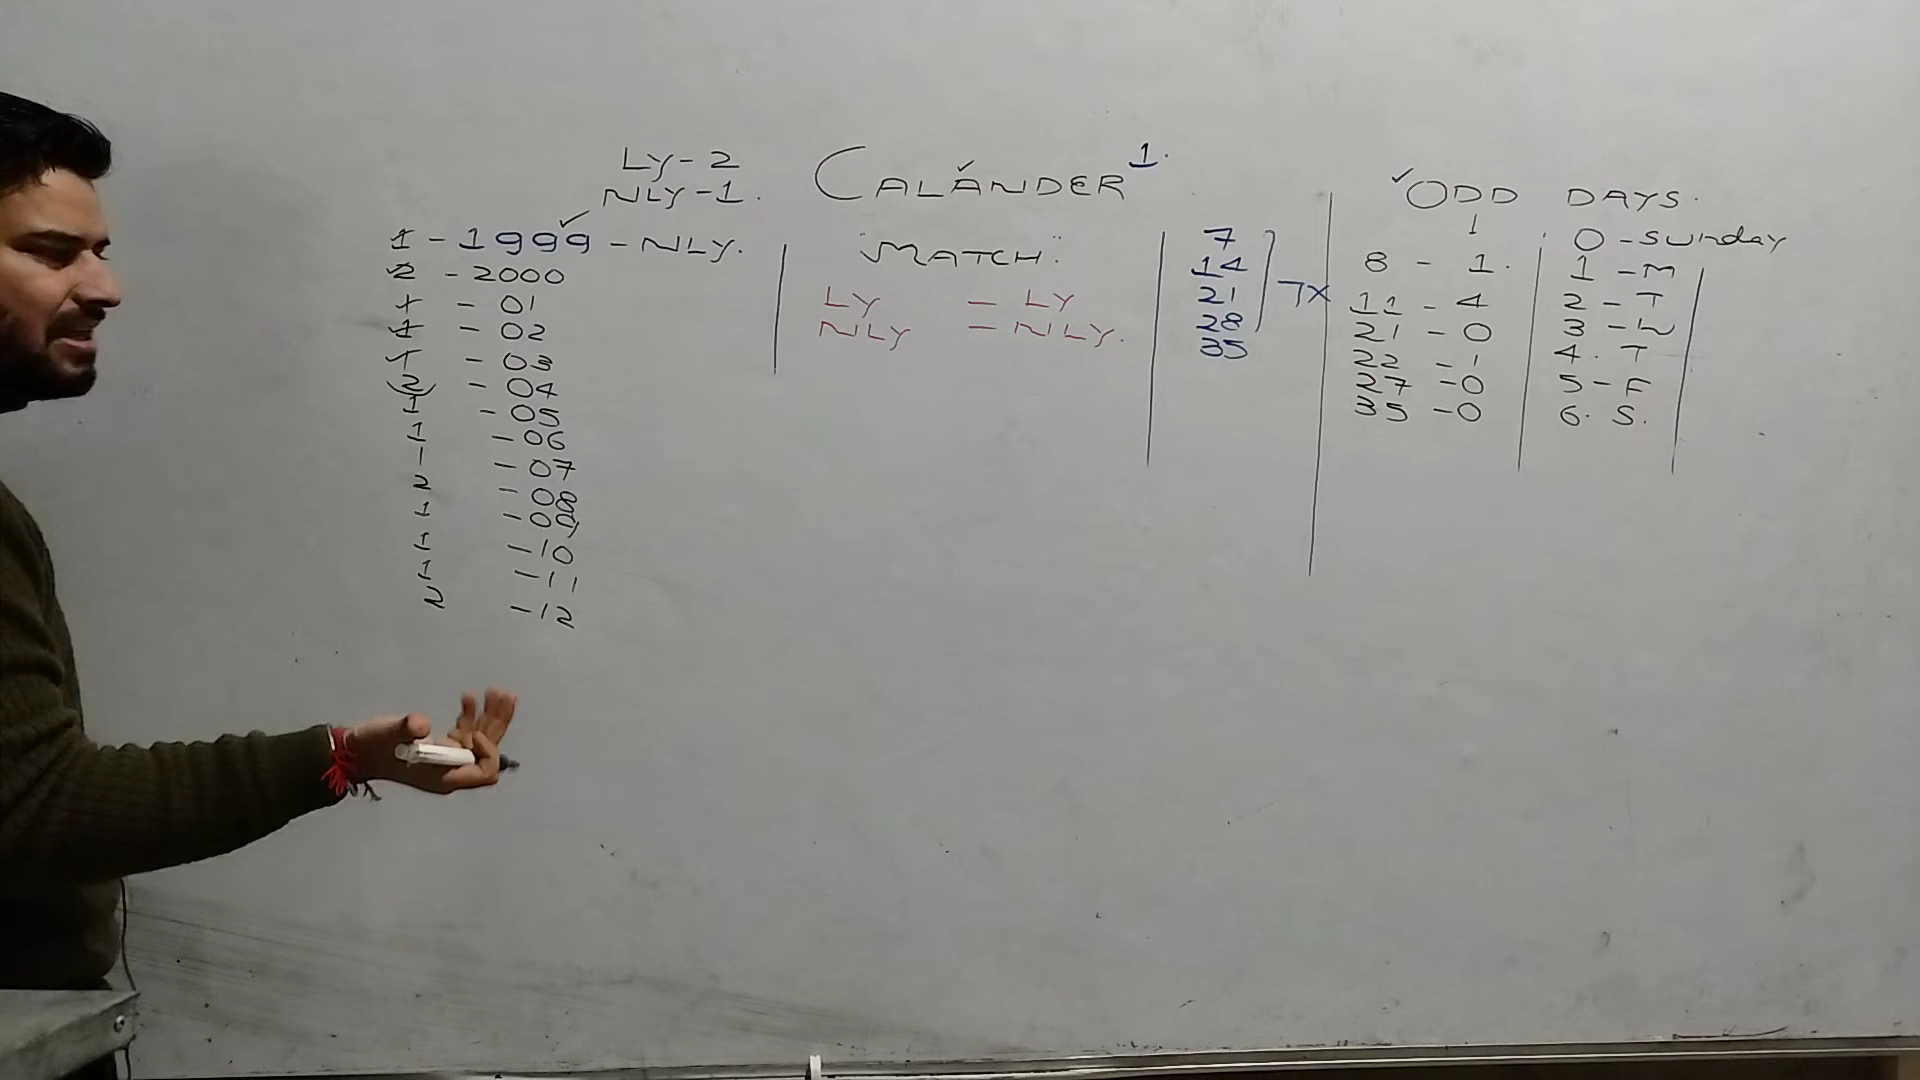 LY-2
NLY-1.
CALANDER 1.
1 - 1999 - NLY.
2 - 2000
1 - 01
1 - 02
1 - 03
(2) - 04
1 - 05
1 - 06
1 - 07
2 - 08
1 - 09
1 - 10
1 - 11
2 - 12
MATCH:
LY = LY
NLY = NLY.
7
14
21
28
35
7x
ODD DAYS.
1
8 - 1.
11 - 4
21 - 0
22 - 1
27 - 0
35 - 0
0 - Sunday
1 - M
2 - T
3 - W
4. T
5 - F
6. S.